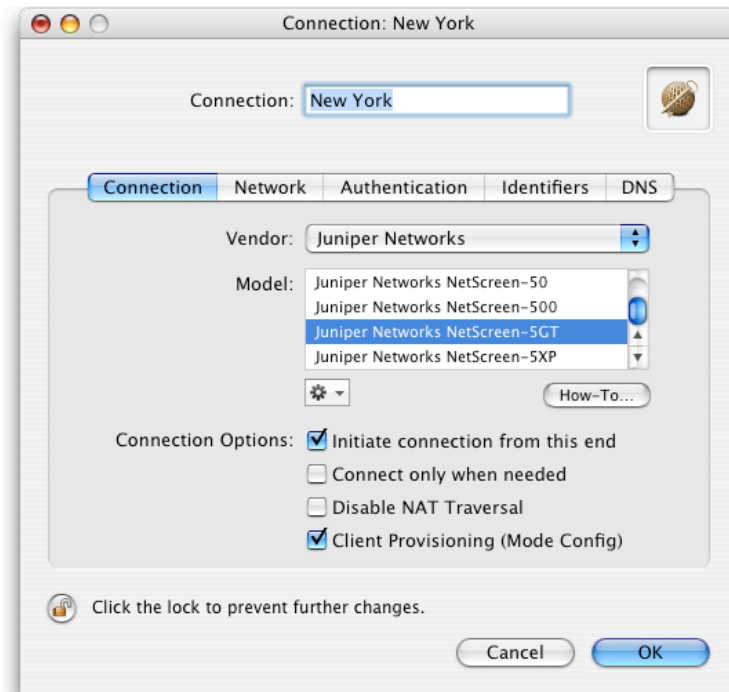 Connection: New York
Connection: New York
Connection Network Authentication Identifiers DNS
Vendor: Juniper Networks
Model: Juniper Networks NetScreen-50
Juniper Networks NetScreen-500
Juniper Networks NetScreen-5GT
Juniper Networks NetScreen-5XP
How-To...
Connection Options: Initiate connection from this end
Connect only when needed
Disable NAT Traversal
Client Provisioning (Mode Config)
Click the lock to prevent further changes.
Cancel OK